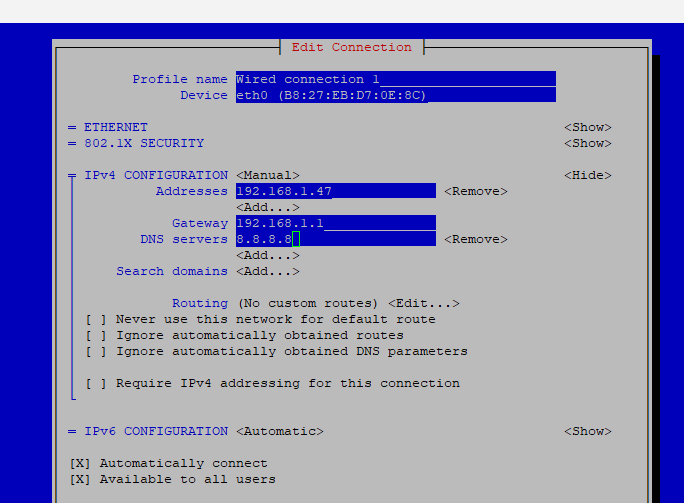 Edit Connection
Profile name Wired connection 1
Device eth0 (B8:27:EB:D7:0E:8C)
= ETHERNET <Show>
= 802.1X SECURITY <Show>
IPv4 CONFIGURATION <Manual> <Hide>
Addresses 192.168.1.47 <Remove>
<Add...>
Gateway 192.168.1.1
DNS servers 8.8.8.8 <Remove>
<Add...>
Search domains <Add...>
Routing (No custom routes) <Edit...>
[ ] Never use this network for default route
[ ] Ignore automatically obtained routes
[ ] Ignore automatically obtained DNS parameters
[ ] Require IPv4 addressing for this connection
= IPv6 CONFIGURATION <Automatic> <Show>
[X] Automatically connect
[X] Available to all users